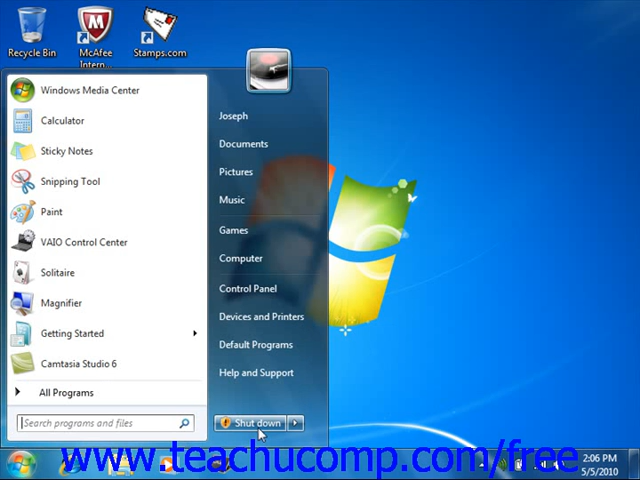 Recycle Bin
McAfee
Intern...
Stamps.com
Windows Media Center
Calculator
Sticky Notes
Snipping Tool
Paint
VAIO Control Center
Solitaire
Magnifier
Getting Started
Camtasia Studio 6
All Programs
Search programs and files
Joseph
Documents
Pictures
Music
Games
Computer
Control Panel
Devices and Printers
Default Programs
Help and Support
Shut down
www.teachucomp.com/free
2:06 PM
5/5/2010